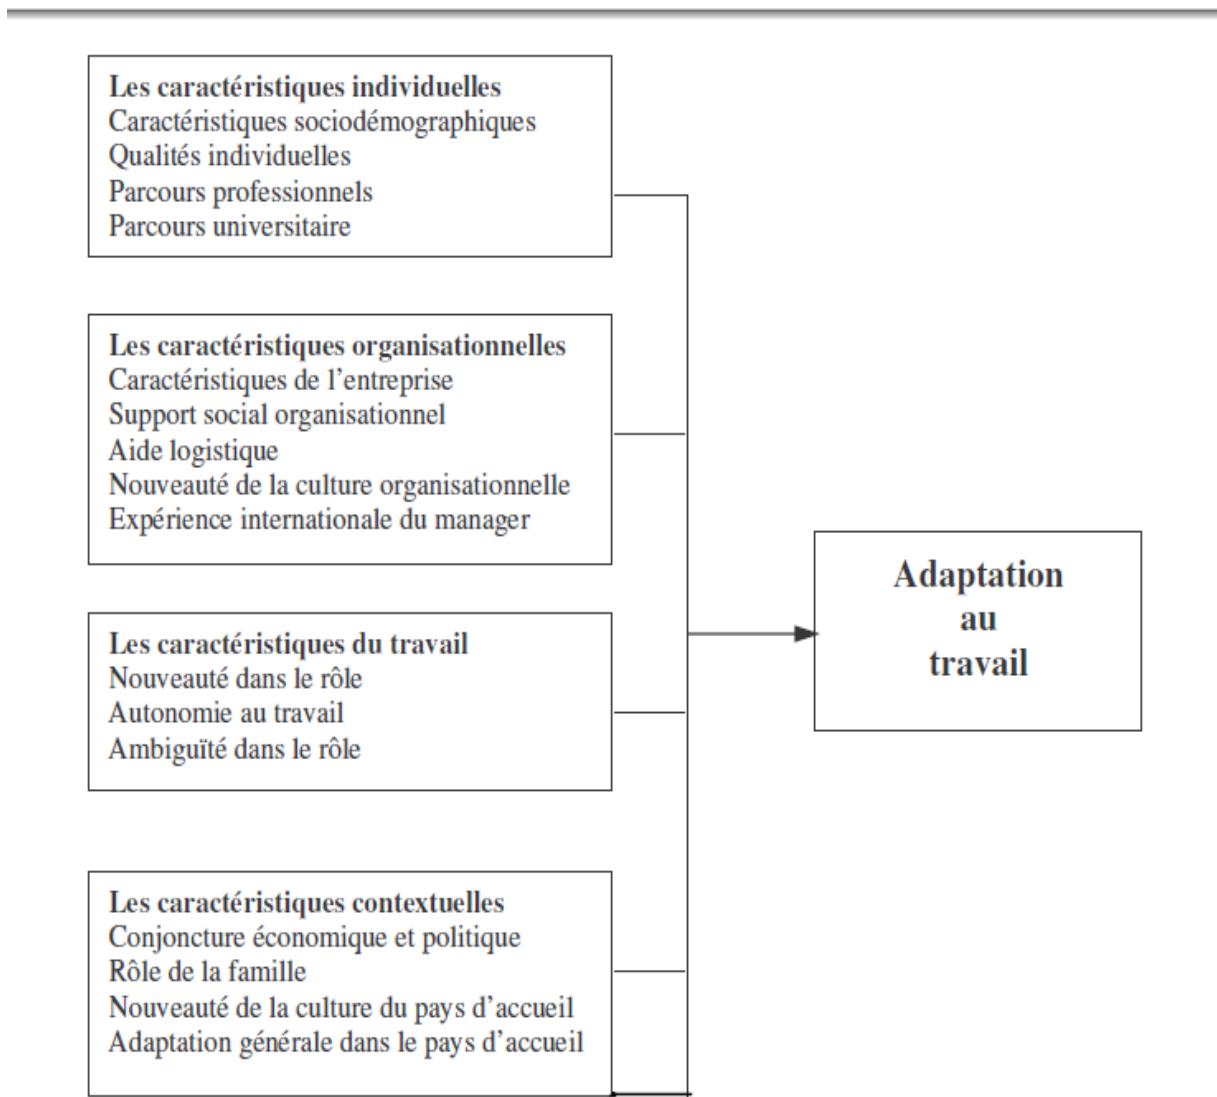 Les caractéristiques individuelles
Caractéristiques sociodémographiques
Qualités individuelles
Parcours professionnels
Parcours universitaire
Les caractéristiques organisationnelles
Caractéristiques de l’entreprise
Support social organisationnel
Aide logistique
Nouveauté de la culture organisationnelle
Expérience internationale du manager
Les caractéristiques du travail
Nouveauté dans le rôle
Autonomie au travail
Ambiguïté dans le rôle
Les caractéristiques contextuelles
Conjoncture économique et politique
Rôle de la famille
Nouveauté de la culture du pays d’accueil
Adaptation générale dans le pays d’accueil
Adaptation
au
travail